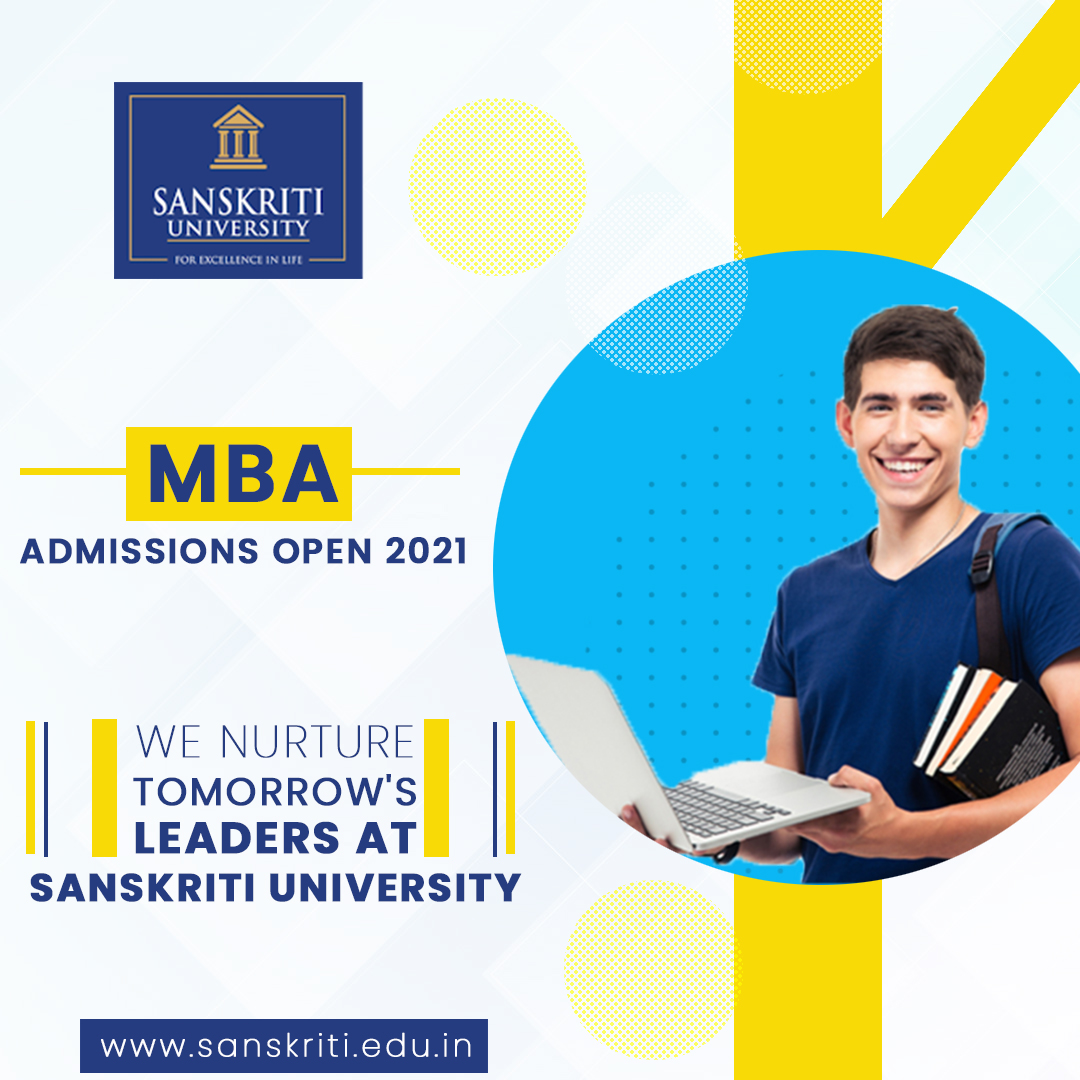 SANSKRITI
UNIVERSITY
FOR EXCELLENCE IN LIFE
MBA
ADMISSIONS OPEN 2021
WE NURTURE
TOMORROW'S
LEADERS AT
SANSKRITI UNIVERSITY
www.sanskriti.edu.in